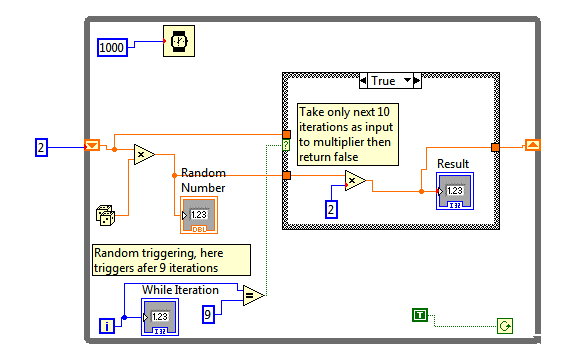 1000
True
Take only next 10
iterations as input
to multiplier then
return false
2
?
×
Random
Number
1.23
DBL
×
2
Result
1.23
I32
Random triggering, here
triggers afer 9 iterations
While Iteration
1.23
I32
i
9
=
T